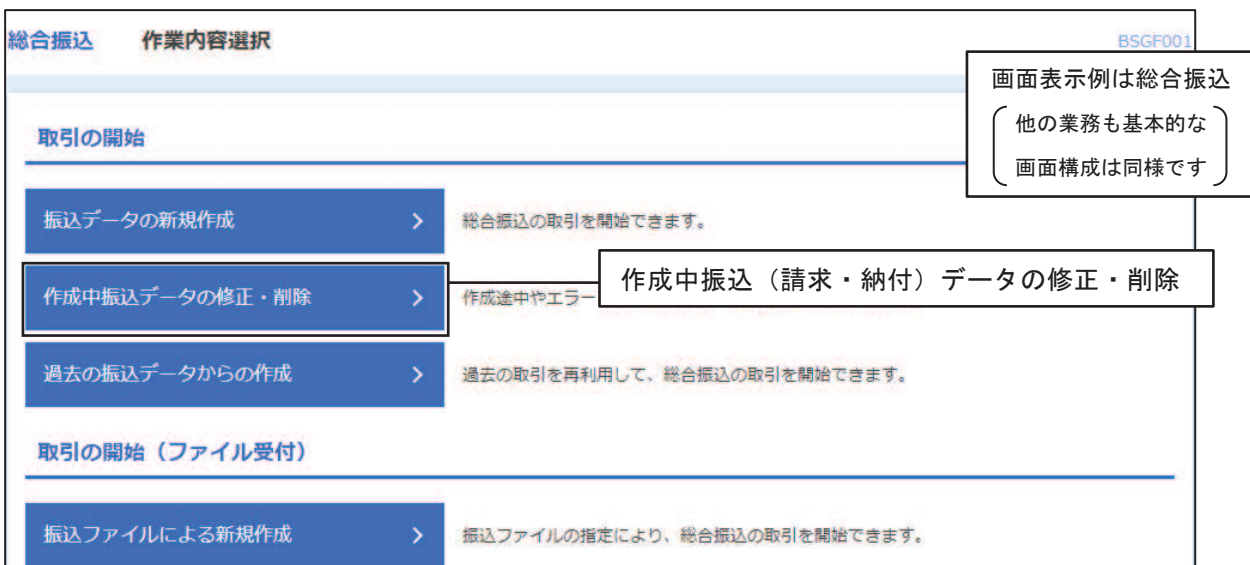 総合振込 作業内容選択 BSGF001
画面表示例は総合振込
他の業務も基本的な
画面構成は同様です
取引の開始
振込データの新規作成 総合振込の取引を開始できます。
作成中振込データの修正・削除 作成途中やエラー
作成中振込（請求・納付）データの修正・削除
過去の振込データからの作成 過去の取引を再利用して、総合振込の取引を開始できます。
取引の開始（ファイル受付）
振込ファイルによる新規作成 振込ファイルの指定により、総合振込の取引を開始できます。